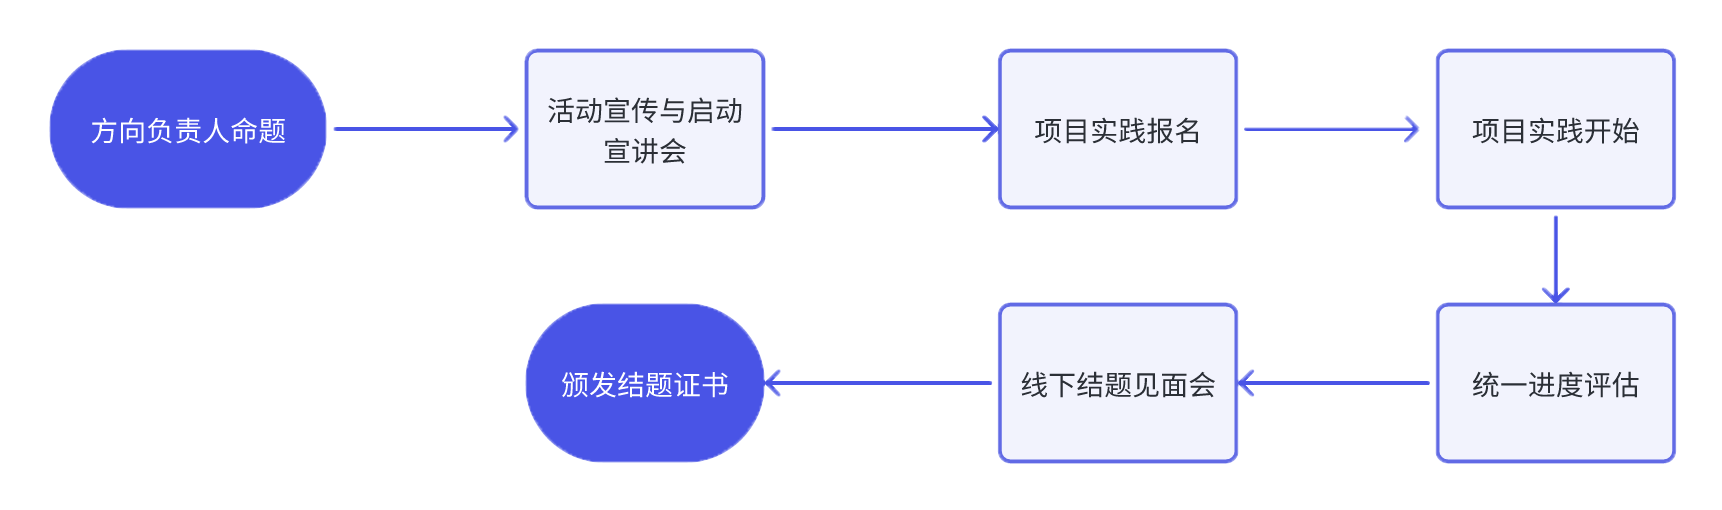 方向负责人命题
活动宣传与启动
宣讲会
项目实践报名
项目实践开始
统一进度评估
线下结题见面会
颁发结题证书